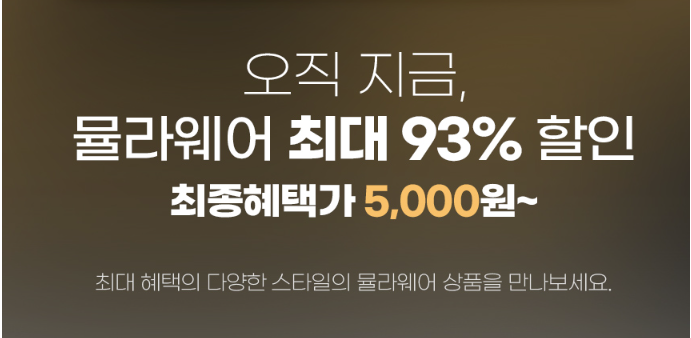 오직 지금,
뮬라웨어 최대 93% 할인
최종혜택가 5,000원~
최대 혜택의 다양한 스타일의 뮬라웨어 상품을 만나보세요.